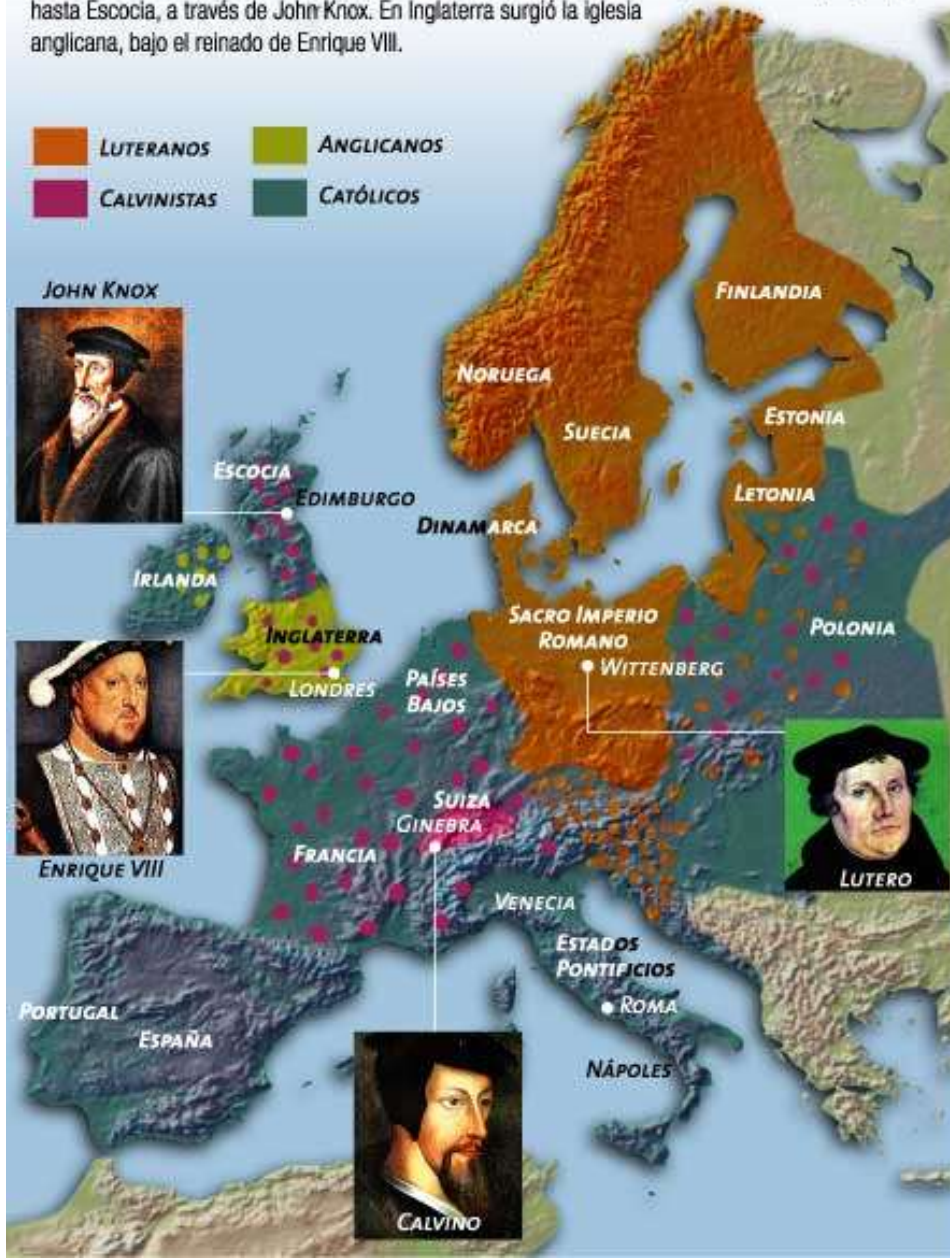 hasta Escocia, a través de John Knox. En Inglaterra surgió la iglesia
anglicana, bajo el reinado de Enrique VIII.
LUTERANOS
ANGLICANOS
CALVINISTAS
CATÓLICOS
JOHN KNOX
FINLANDIA
NORUEGA
SUECIA
ESTONIA
ESCOCIA
EDIMBURGO
LETONIA
DINAMARCA
IRLANDA
SACRO IMPERIO
ROMANO
POLONIA
INGLATERRA
WITTENBERG
LONDRES
PAÍSES
BAJOS
SUIZA
GINEBRA
FRANCIA
ENRIQUE VIII
LUTERO
VENECIA
ESTADOS
PONTIFICIOS
ROMA
PORTUGAL
ESPAÑA
NÁPOLES
CALVINO